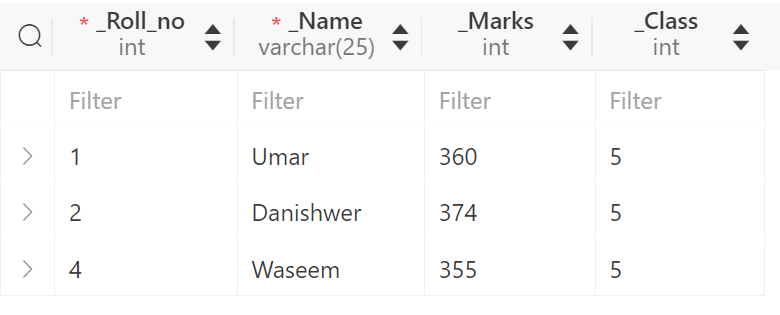 * _Roll_no * _Name _Marks _Class
int varchar(25) int int
Filter Filter Filter Filter
1 Umar 360 5
2 Danishwer 374 5
4 Waseem 355 5